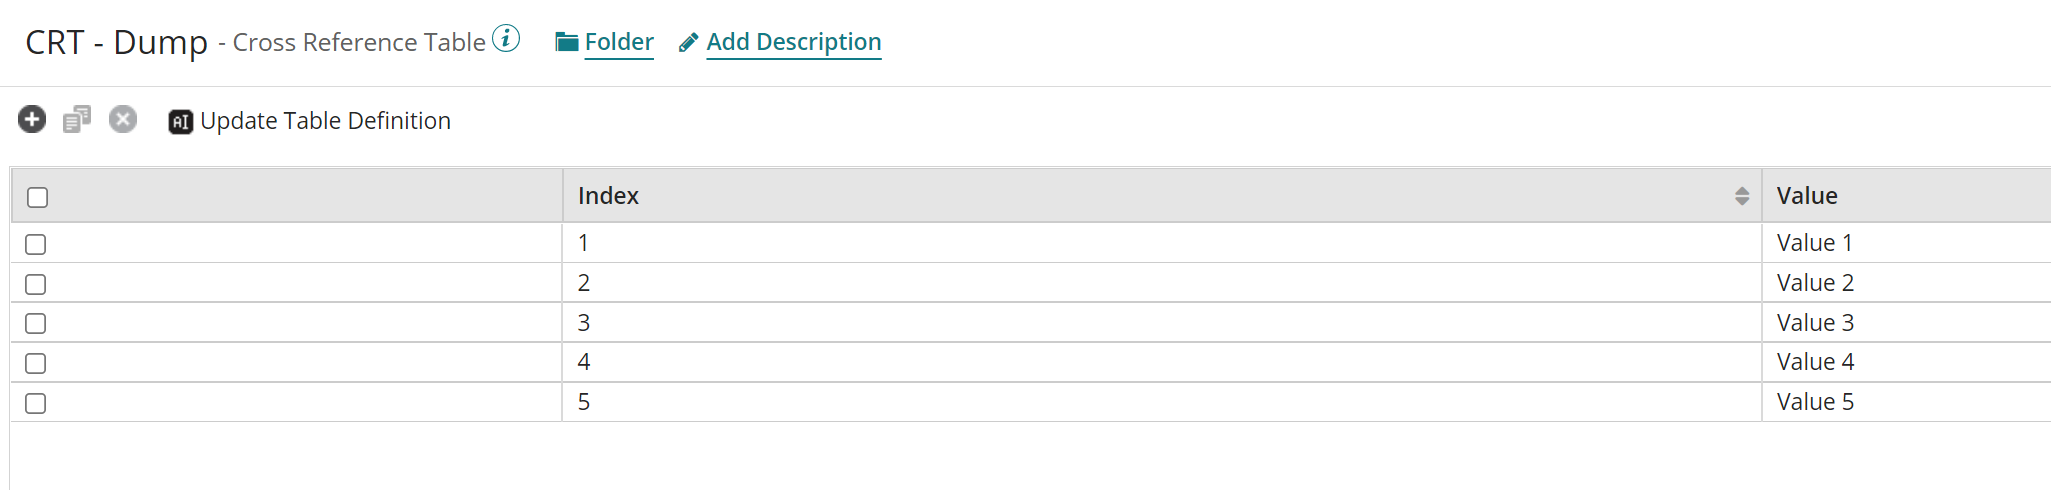 CRT - Dump - Cross Reference Table i Folder Add Description
AI Update Table Definition
Index Value
1 Value 1
2 Value 2
3 Value 3
4 Value 4
5 Value 5